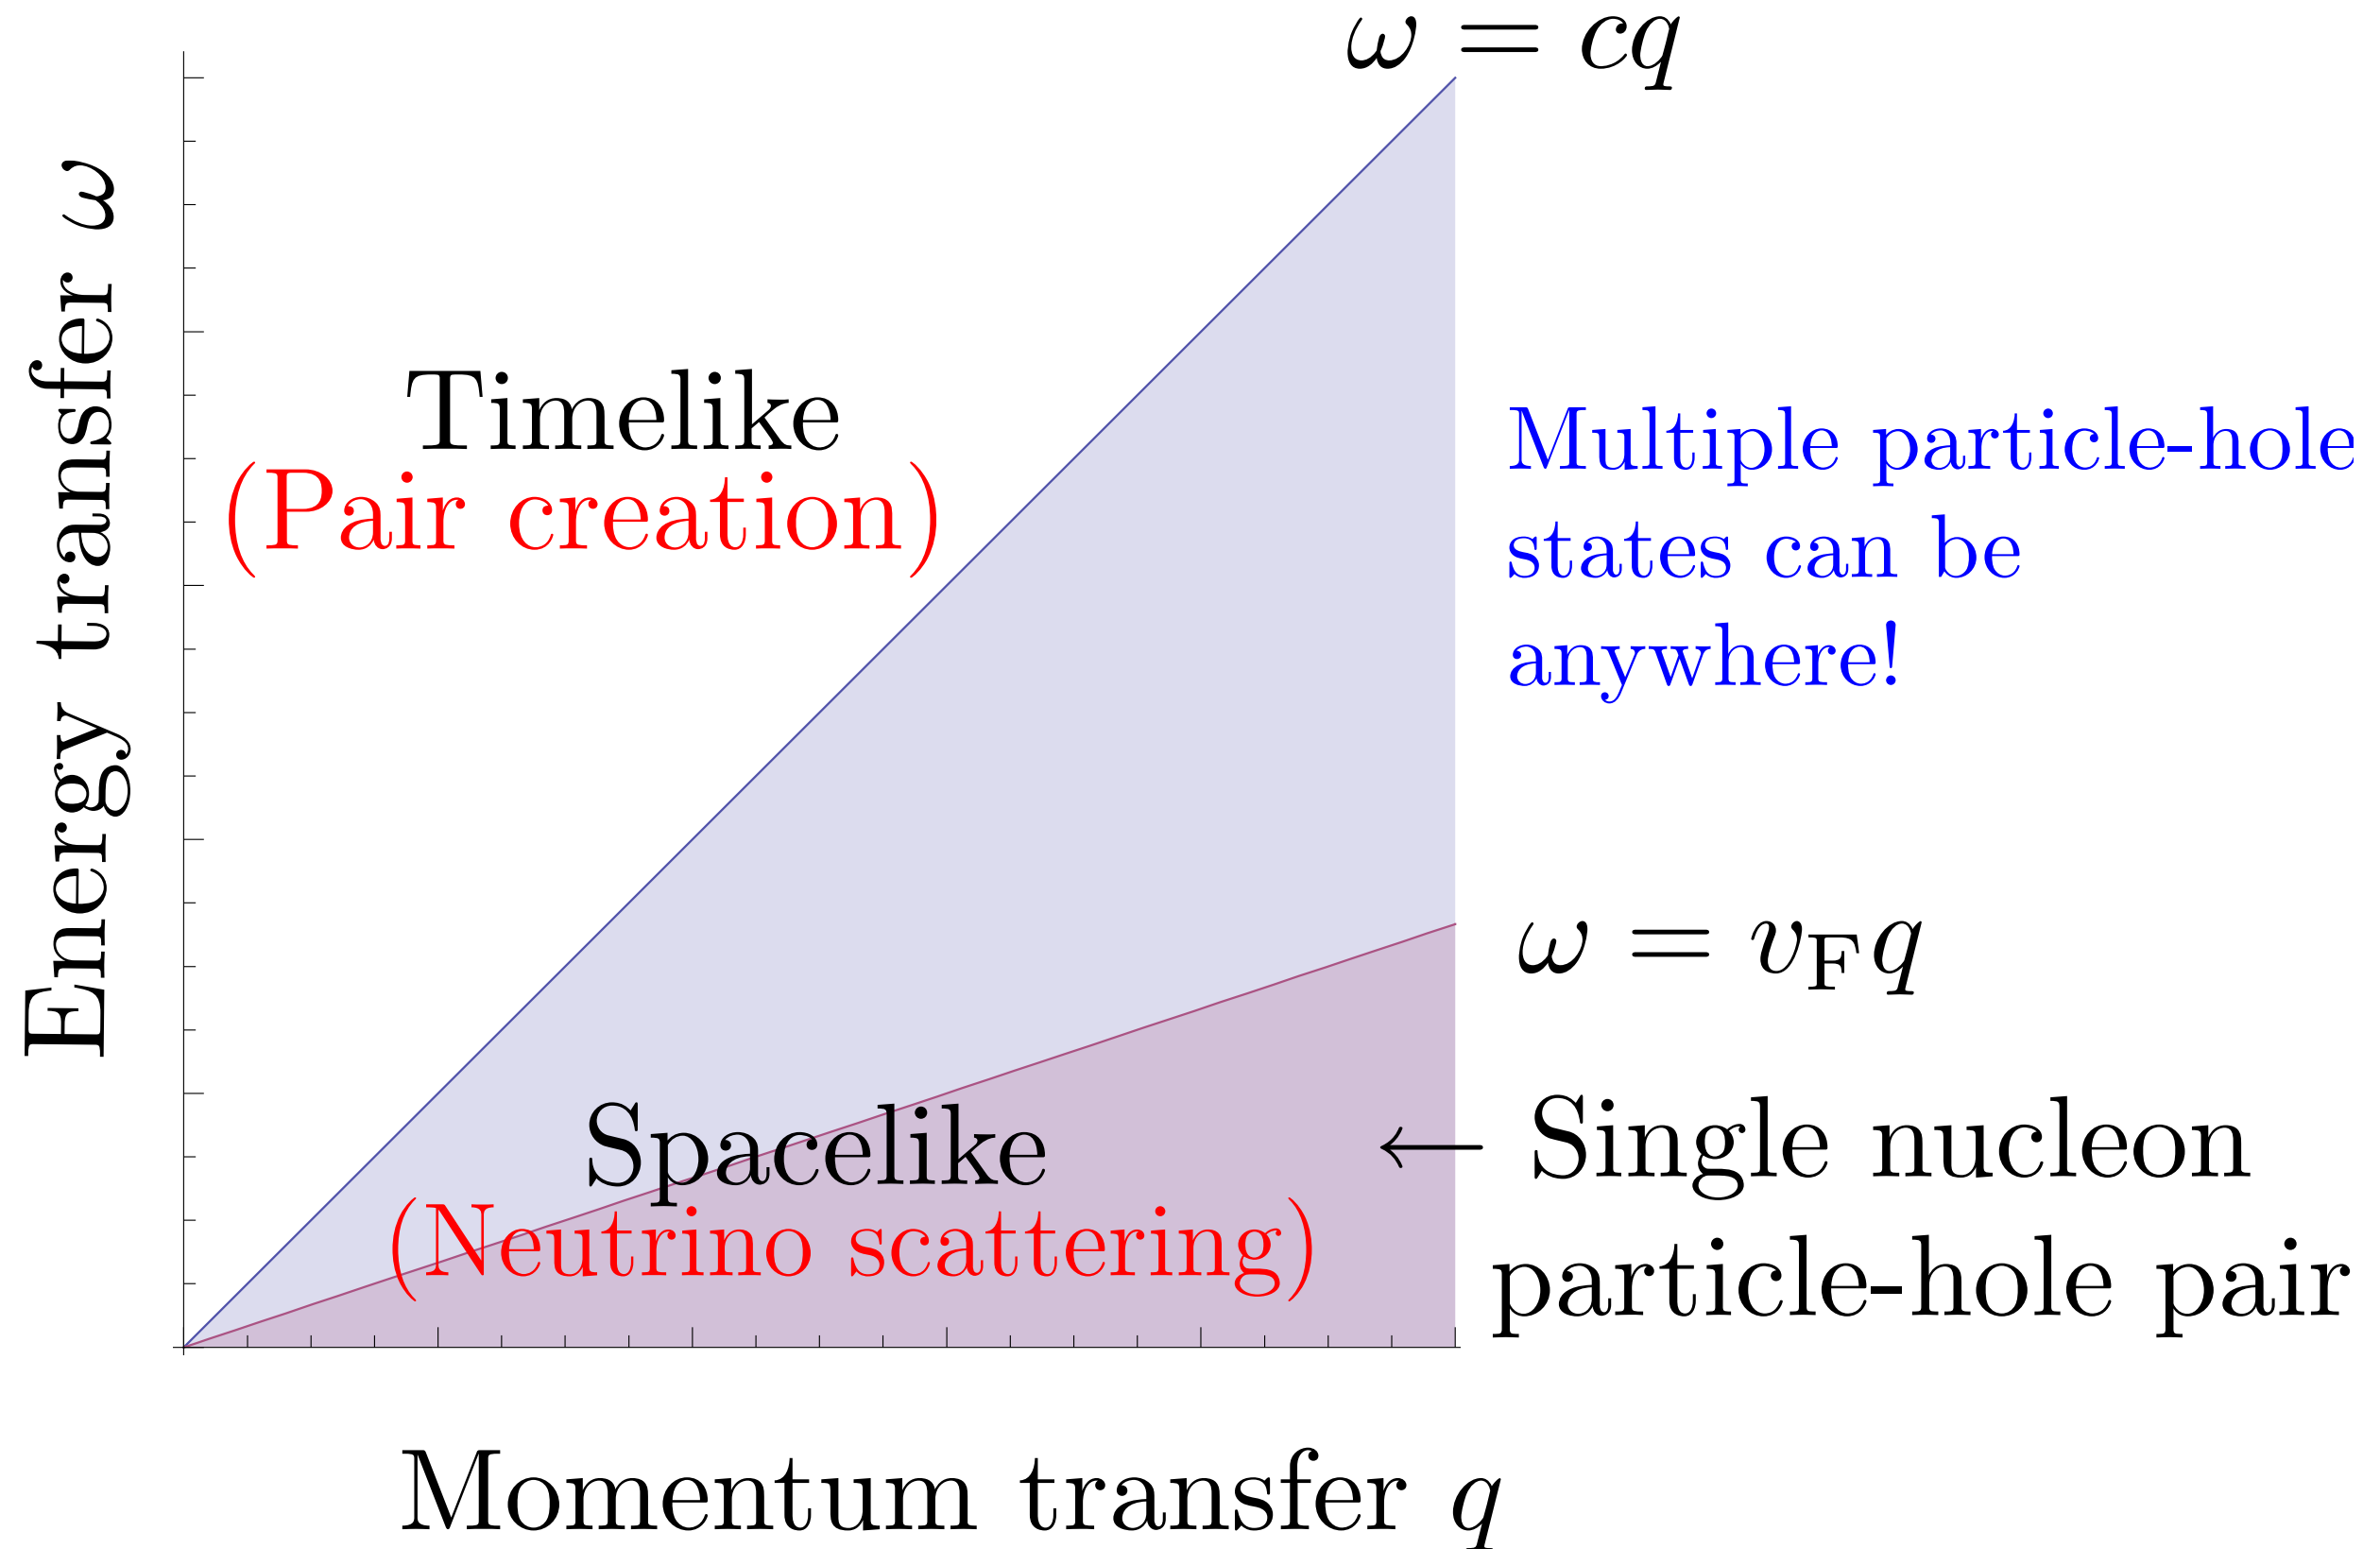 ω = cq
Energy transfer ω
Timelike
(Pair creation)
Multiple particle-hole
states can be
anywhere!
ω = v_F q
Spacelike
(Neutrino scattering)
← Single nucleon
particle-hole pair
Momentum transfer q